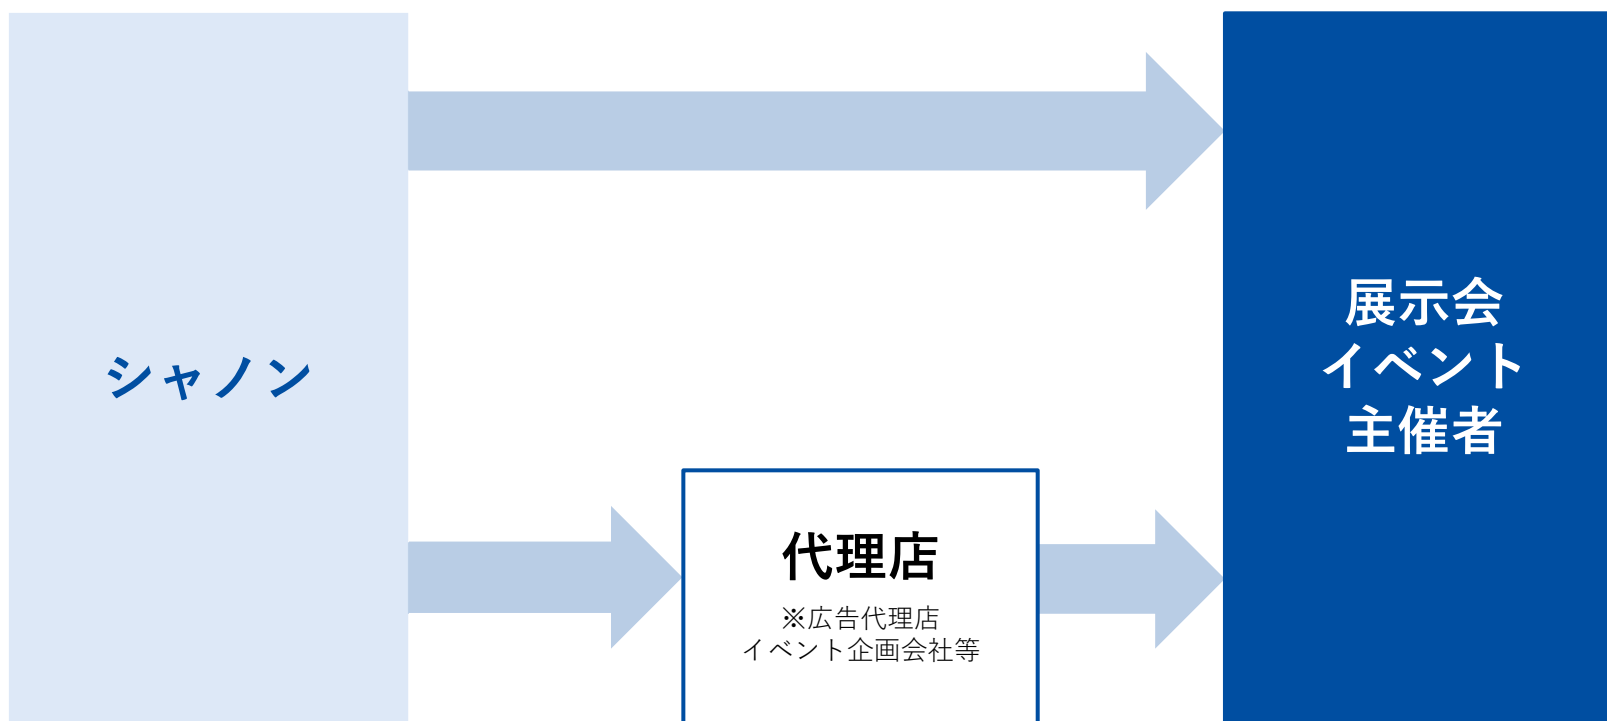 シャノン
展示会
イベント
主催者
代理店
※広告代理店
イベント企画会社等